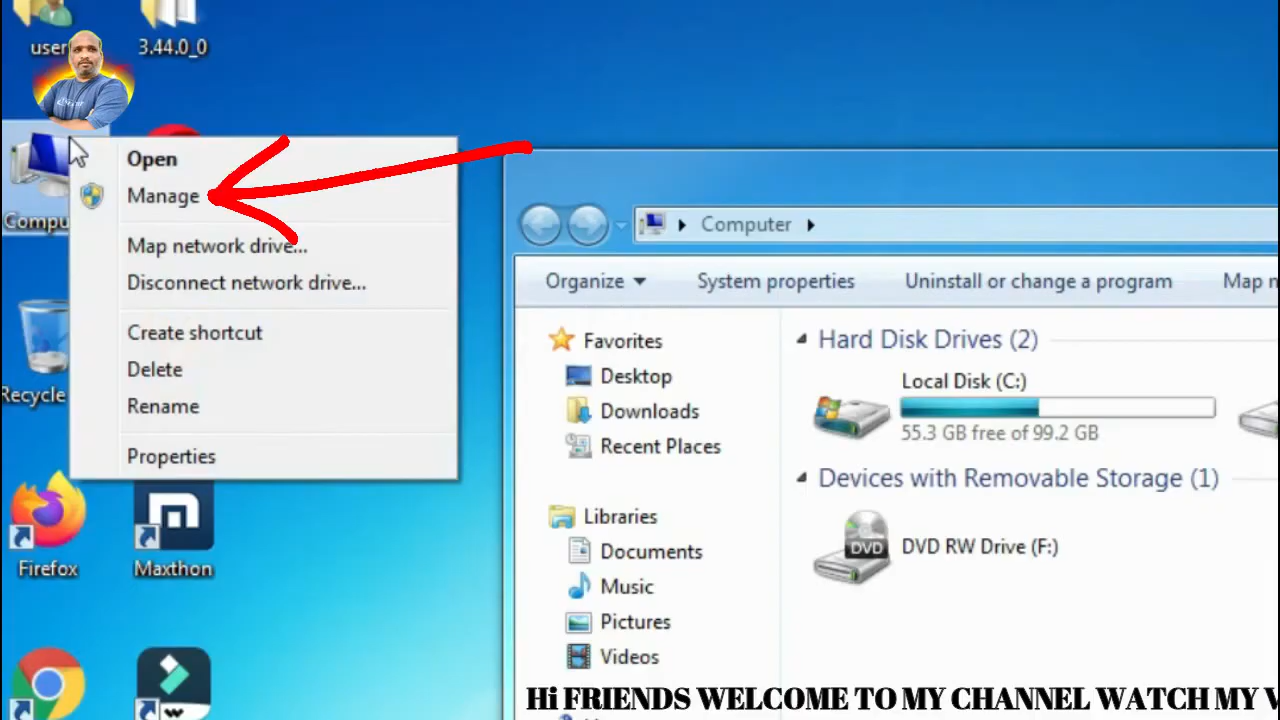 user
3.44.0_0
Compu
Recycle
Firefox
Maxthon
Open
Manage
Map network drive...
Disconnect network drive...
Create shortcut
Delete
Rename
Properties
Computer
Organize
System properties
Uninstall or change a program
Map n
Favorites
Desktop
Downloads
Recent Places
Libraries
Documents
Music
Pictures
Videos
Hard Disk Drives (2)
Local Disk (C:)
55.3 GB free of 99.2 GB
Devices with Removable Storage (1)
DVD
DVD RW Drive (F:)
Hi FRIENDS WELCOME TO MY CHANNEL WATCH MY V